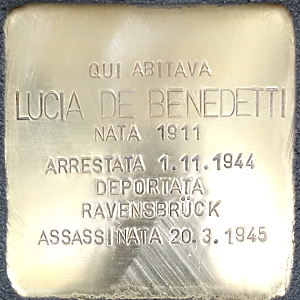 QUI ABITAVA
LUCIA DE BENEDETTI
NATA 1911
ARRESTATA 1.11.1944
DEPORTATA
RAVENSBRÜCK
ASSASSINATA 20.3.1945